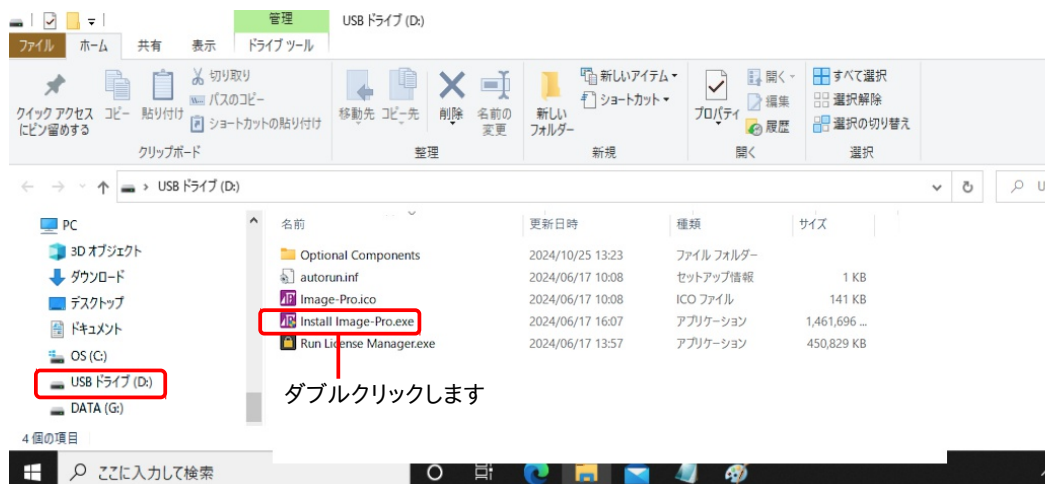 管理 USB ドライブ (D:)
ファイル ホーム 共有 表示 ドライブ ツール
クイック アクセス
にピン留めする
コピー
貼り付け
切り取り
パスのコピー
ショートカットの貼り付け
移動先 コピー先 削除
名前の
変更
新しい
フォルダー
新しいアイテム
ショートカット
プロパティ
開く
編集
履歴
すべて選択
選択解除
選択の切り替え
クリップボード 整理 新規 開く 選択
USB ドライブ (D:)
PC
3D オブジェクト
ダウンロード
デスクトップ
ドキュメント
OS (C:)
USB ドライブ (D:)
DATA (G:)
名前 更新日時 種類 サイズ
Optional Components 2024/10/25 13:23 ファイル フォルダー
autorun.inf 2024/06/17 10:08 セットアップ情報 1 KB
Image-Pro.ico 2024/06/17 10:08 ICO ファイル 141 KB
Install Image-Pro.exe 2024/06/17 16:07 アプリケーション 1,461,696 ...
Run License Manager.exe 2024/06/17 13:57 アプリケーション 450,829 KB
ダブルクリックします
4 個の項目
ここに入力して検索